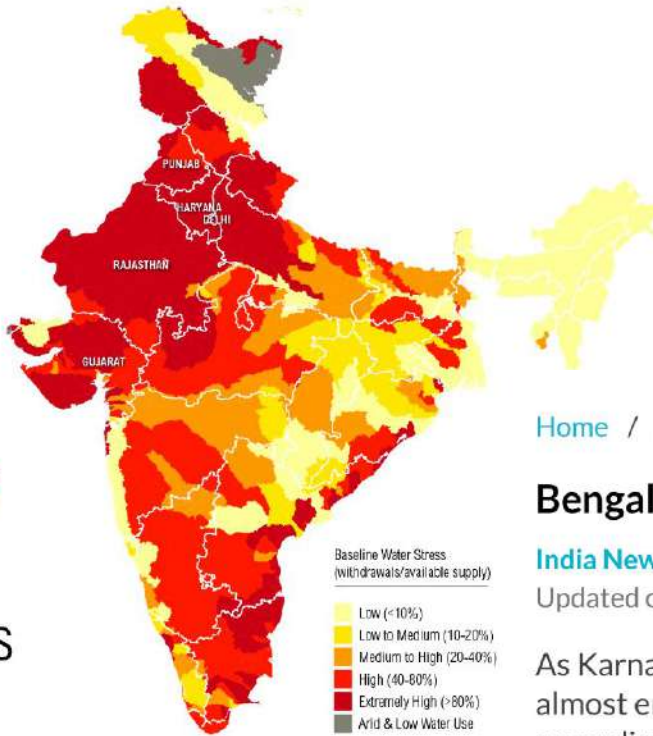 PUNJAB
HARYANA
DELHI
RAJASTHAN
GUJARAT
S
Baseline Water Stress
(withdrawals/available supply)
Low (<10%)
Low to Medium (10-20%)
Medium to High (20-40%)
High (40-80%)
Extremely High (>80%)
Arid & Low Water Use
Home /
Bengal
India New
Updated o
As Karna
almost en